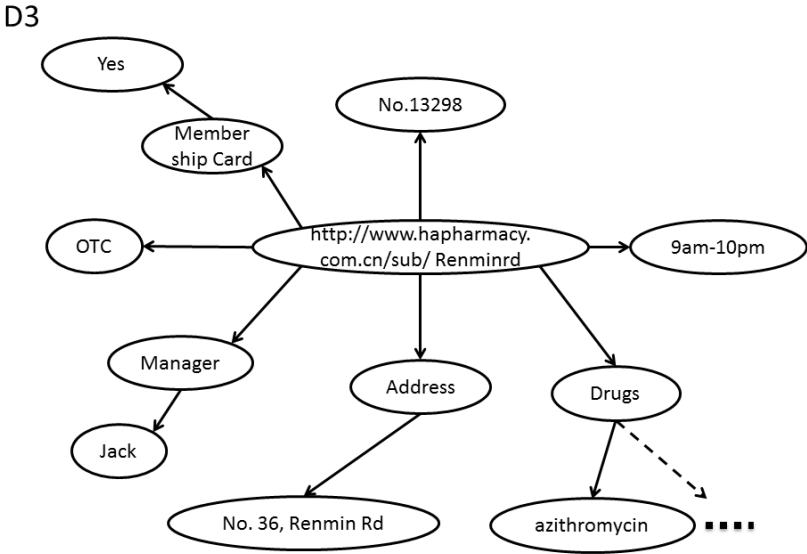 D3
Yes
No.13298
Member
ship Card
http://www.hapharmacy.
com.cn/sub/ Renminrd
OTC
9am-10pm
Manager
Address
Drugs
Jack
No. 36, Renmin Rd
azithromycin